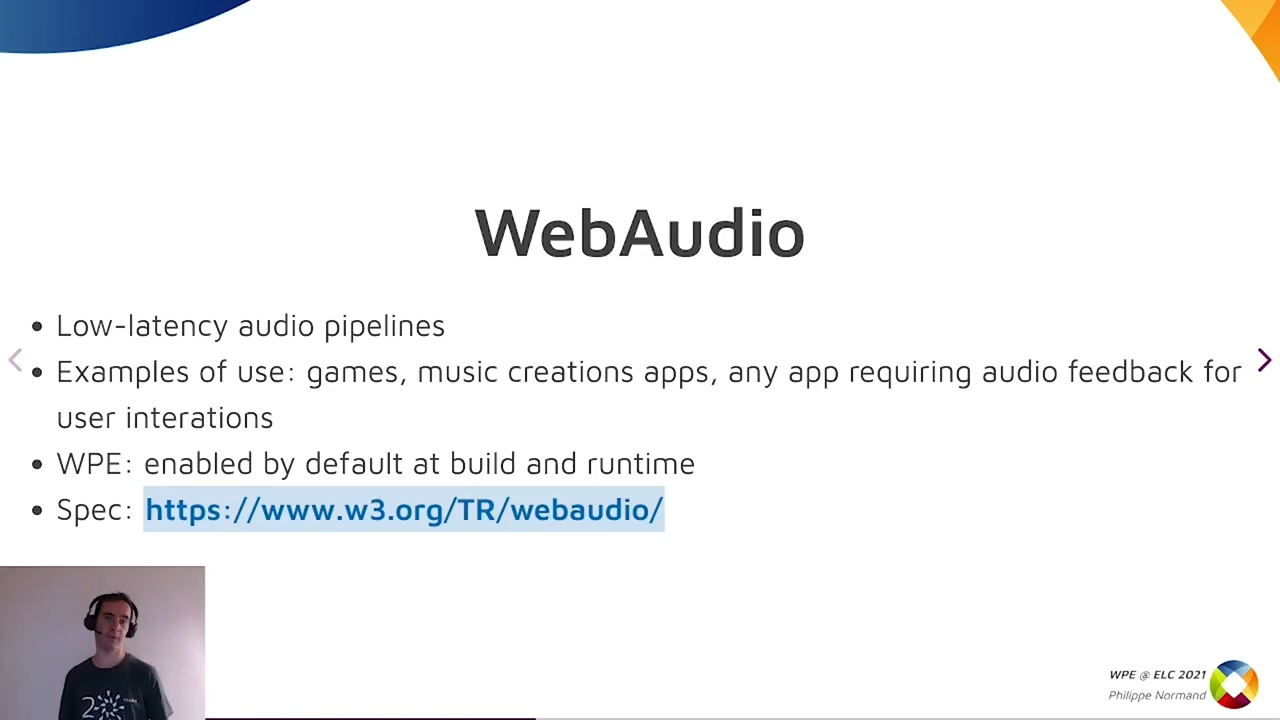 WebAudio
• Low-latency audio pipelines
• Examples of use: games, music creations apps, any app requiring audio feedback for
user interations
• WPE: enabled by default at build and runtime
• Spec: https://www.w3.org/TR/webaudio/
20 YEARS
WPE @ ELC 2021
Philippe Normand